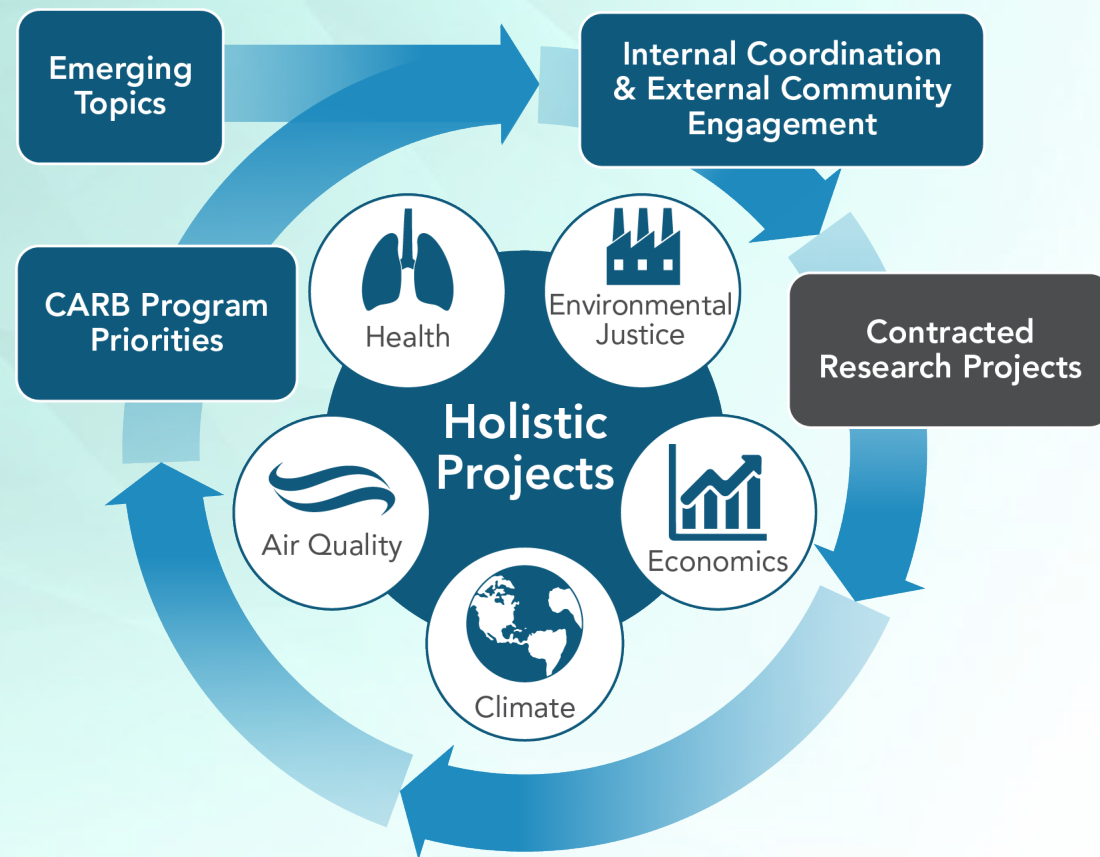 Emerging
Topics
Internal Coordination
& External Community
Engagement
CARB Program
Priorities
Contracted
Research Projects
Health
Environmental
Justice
Holistic
Projects
Air Quality
Economics
Climate